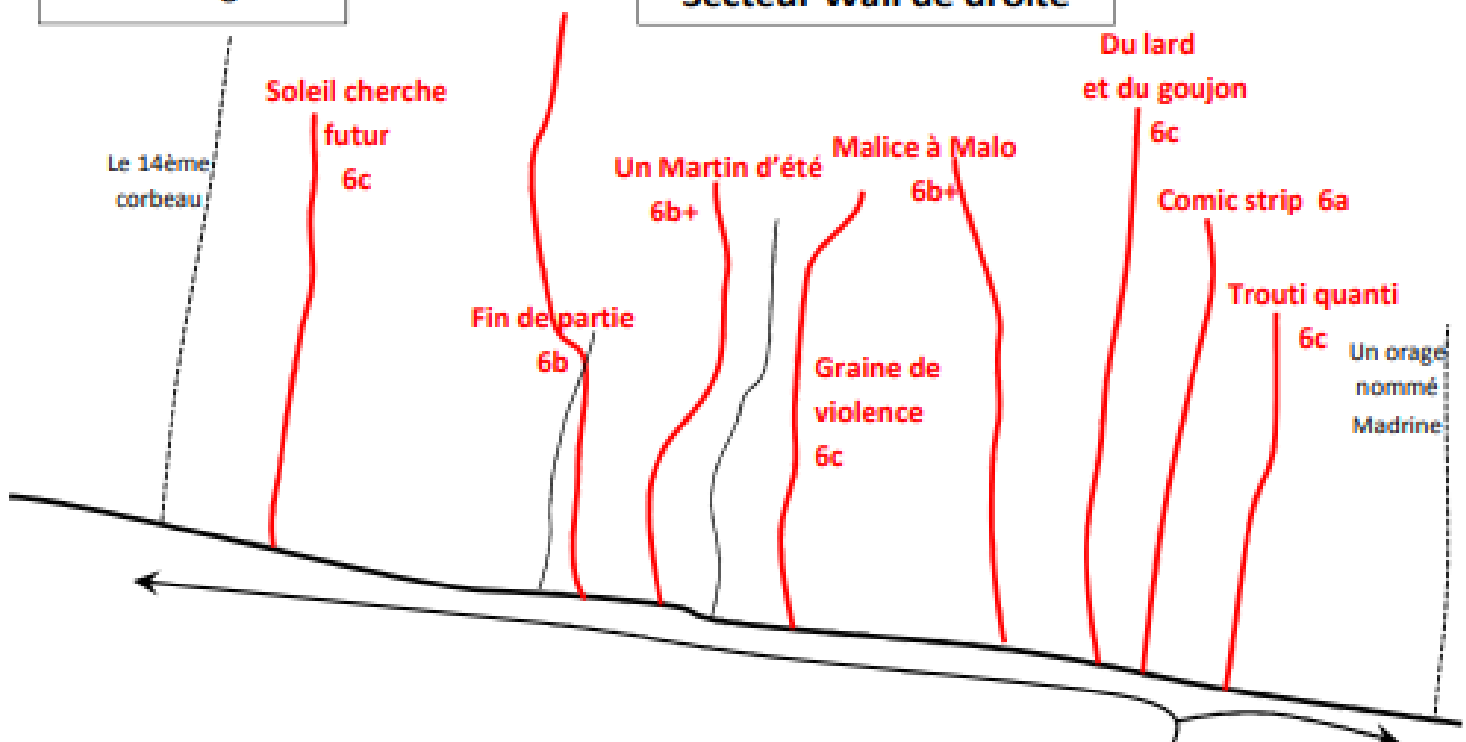 Secteur Wall de droite
Du lard
et du goujon
6c
Soleil cherche
futur
6c
Le 14ème
corbeau
Un Martin d'été
6b+
Malice à Malo
6b+
Comic strip 6a
Trouti quanti
6c
Fin de partie
6b
Graine de
violence
6c
Un orage
nommé
Madrine